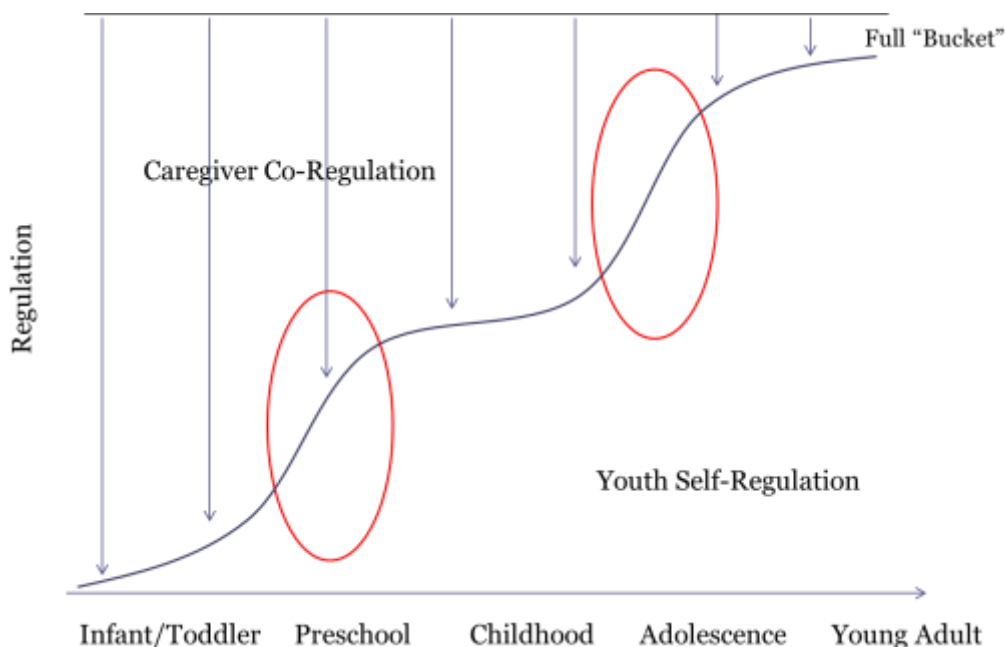 Full “Bucket”
Caregiver Co-Regulation
Regulation
Youth Self-Regulation
Infant/Toddler Preschool Childhood Adolescence Young Adult